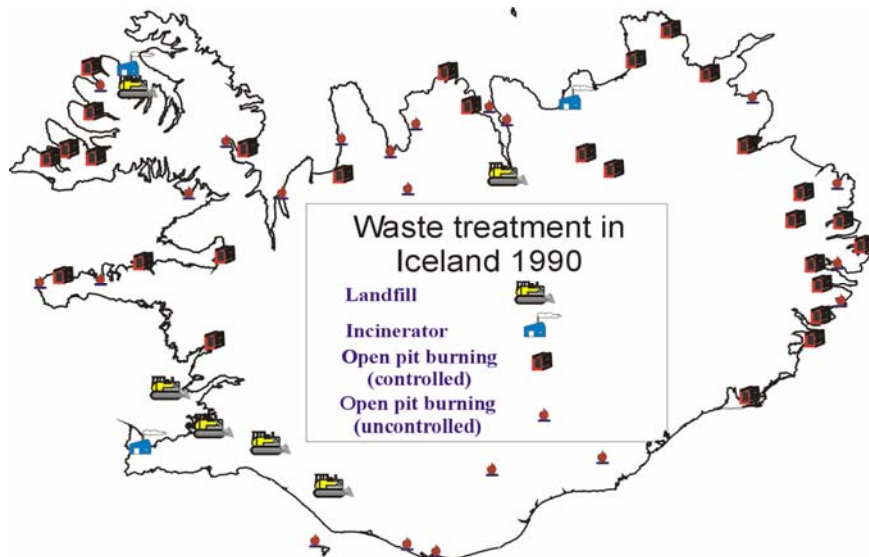 Waste treatment in
Iceland 1990
Landfill
Incinerator
Open pit burning
(controlled)
Open pit burning
(uncontrolled)